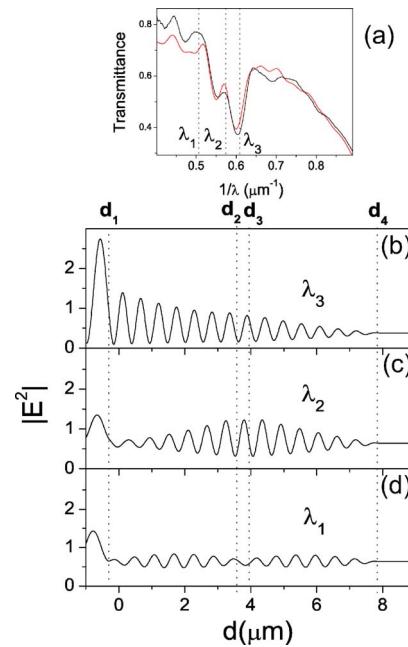 (a)
Transmittance
0.8
0.6
0.4
λ₁ λ₂ λ₃
0.5 0.6 0.7 0.8
1/λ (μm⁻¹)
d₁ d₂ d₃ d₄
(b)
2
1
0
λ₃
(c)
2
1
0
λ₂
(d)
2
1
0
λ₁
|E²|
0 2 4 6 8
d(μm)